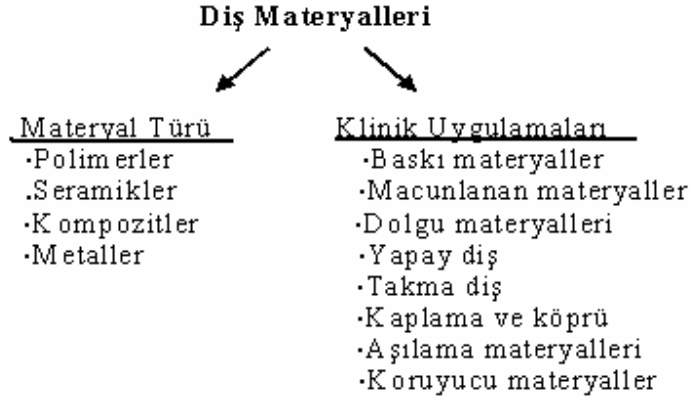 Diş Materyalleri
Materyal Türü
·Polimerler
.Seramikler
·Kompozitler
·Metaller
Klinik Uygulamaları
·Baskı materyaller
·Macunlanan materyaller
·Dolgu materyalleri
·Yapay diş
·Takma diş
·Kaplama ve köprü
·Aşılama materyalleri
·Koruyucu materyaller